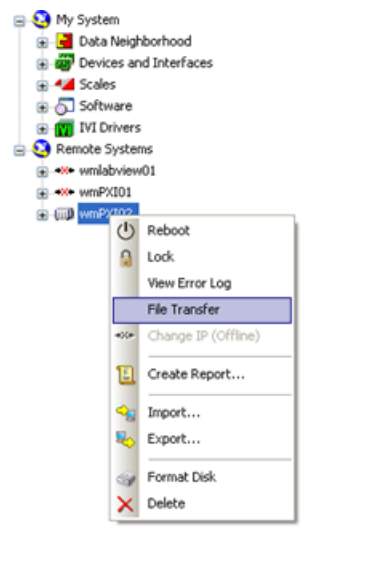 My System
Data Neighborhood
Devices and Interfaces
Scales
Software
IVI Drivers
Remote Systems
wmlabview01
wmPXI01
wmPXI02
Reboot
Lock
View Error Log
File Transfer
Change IP (Offline)
Create Report...
Import...
Export...
Format Disk
Delete